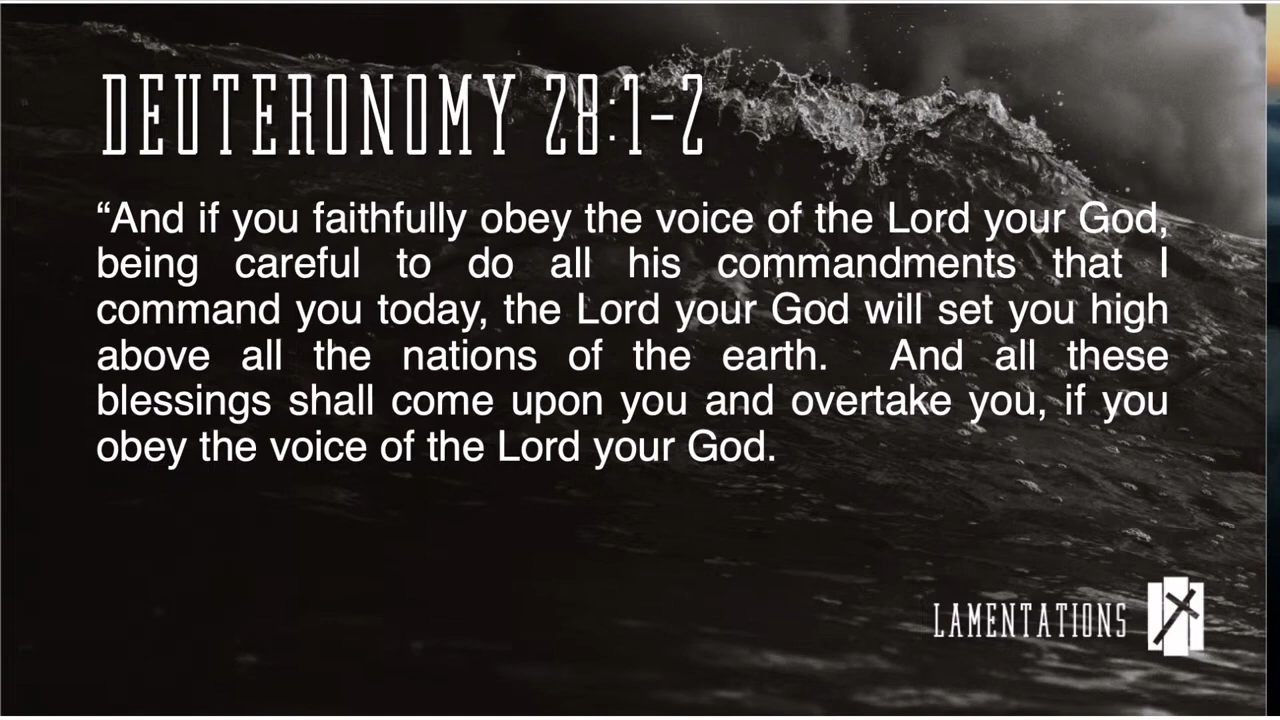 DEUTERONOMY 28:1-2
“And if you faithfully obey the voice of the Lord your God,
being careful to do all his commandments that I
command you today, the Lord your God will set you high
above all the nations of the earth.  And all these
blessings shall come upon you and overtake you, if you
obey the voice of the Lord your God.
LAMENTATIONS